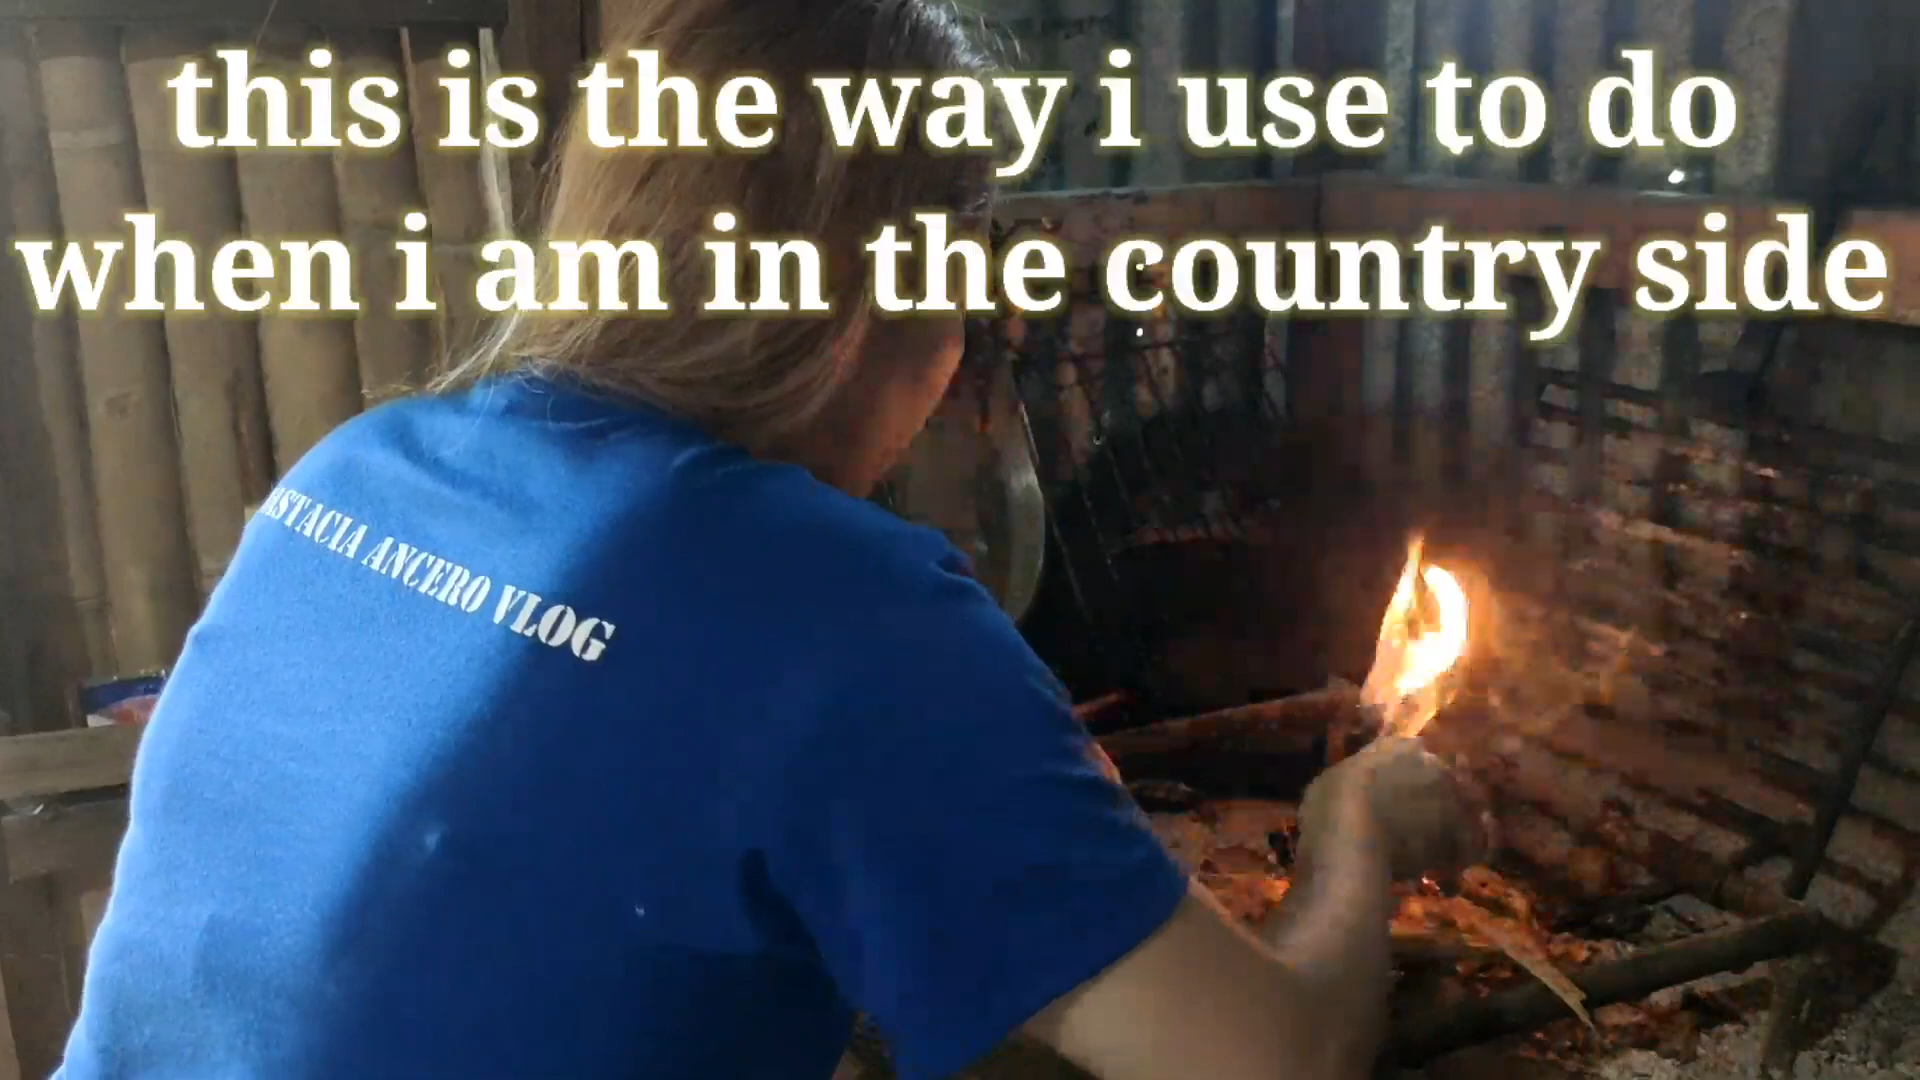 this is the way i use to do
when i am in the country side
ASTACIA ANCERO VLOG